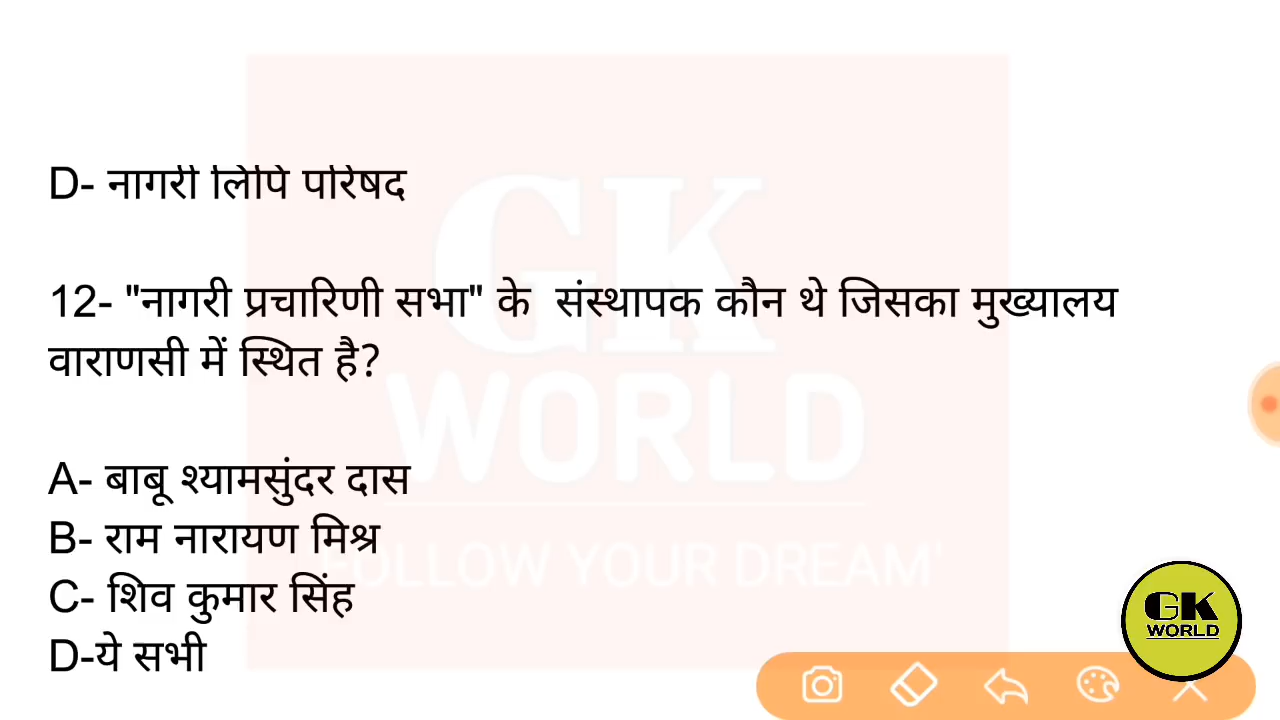 D- नागरी लिपि परिषद
12- "नागरी प्रचारिणी सभा" के संस्थापक कौन थे जिसका मुख्यालय
वाराणसी में स्थित है?
A- बाबू श्यामसुंदर दास
B- राम नारायण मिश्र
C- शिव कुमार सिंह
D-ये सभी
GK
WORLD
'FOLLOW YOUR DREAM'
GK
WORLD